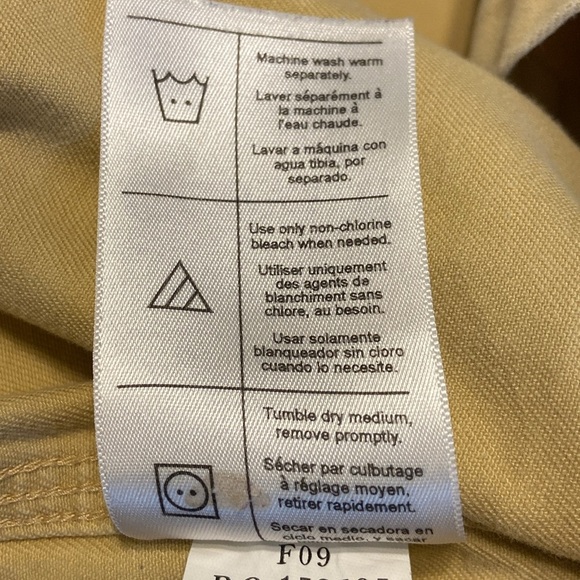 Machine wash warm
separately.
Laver séparément à
la machine à
l'eau chaude.
Lavar a máquina con
agua tibia, por
separado.
Use only non-chlorine
bleach when needed.
Utiliser uniquement
des agents de
blanchiment sans
chlore, au besoin.
Usar solamente
blanqueador sin cloro
cuando lo necesite.
Tumble dry medium,
remove promptly.
Sécher par culbutage
à réglage moyen,
retirer rapidement.
Secar en secadora en
ciclo medio, y secar
F09